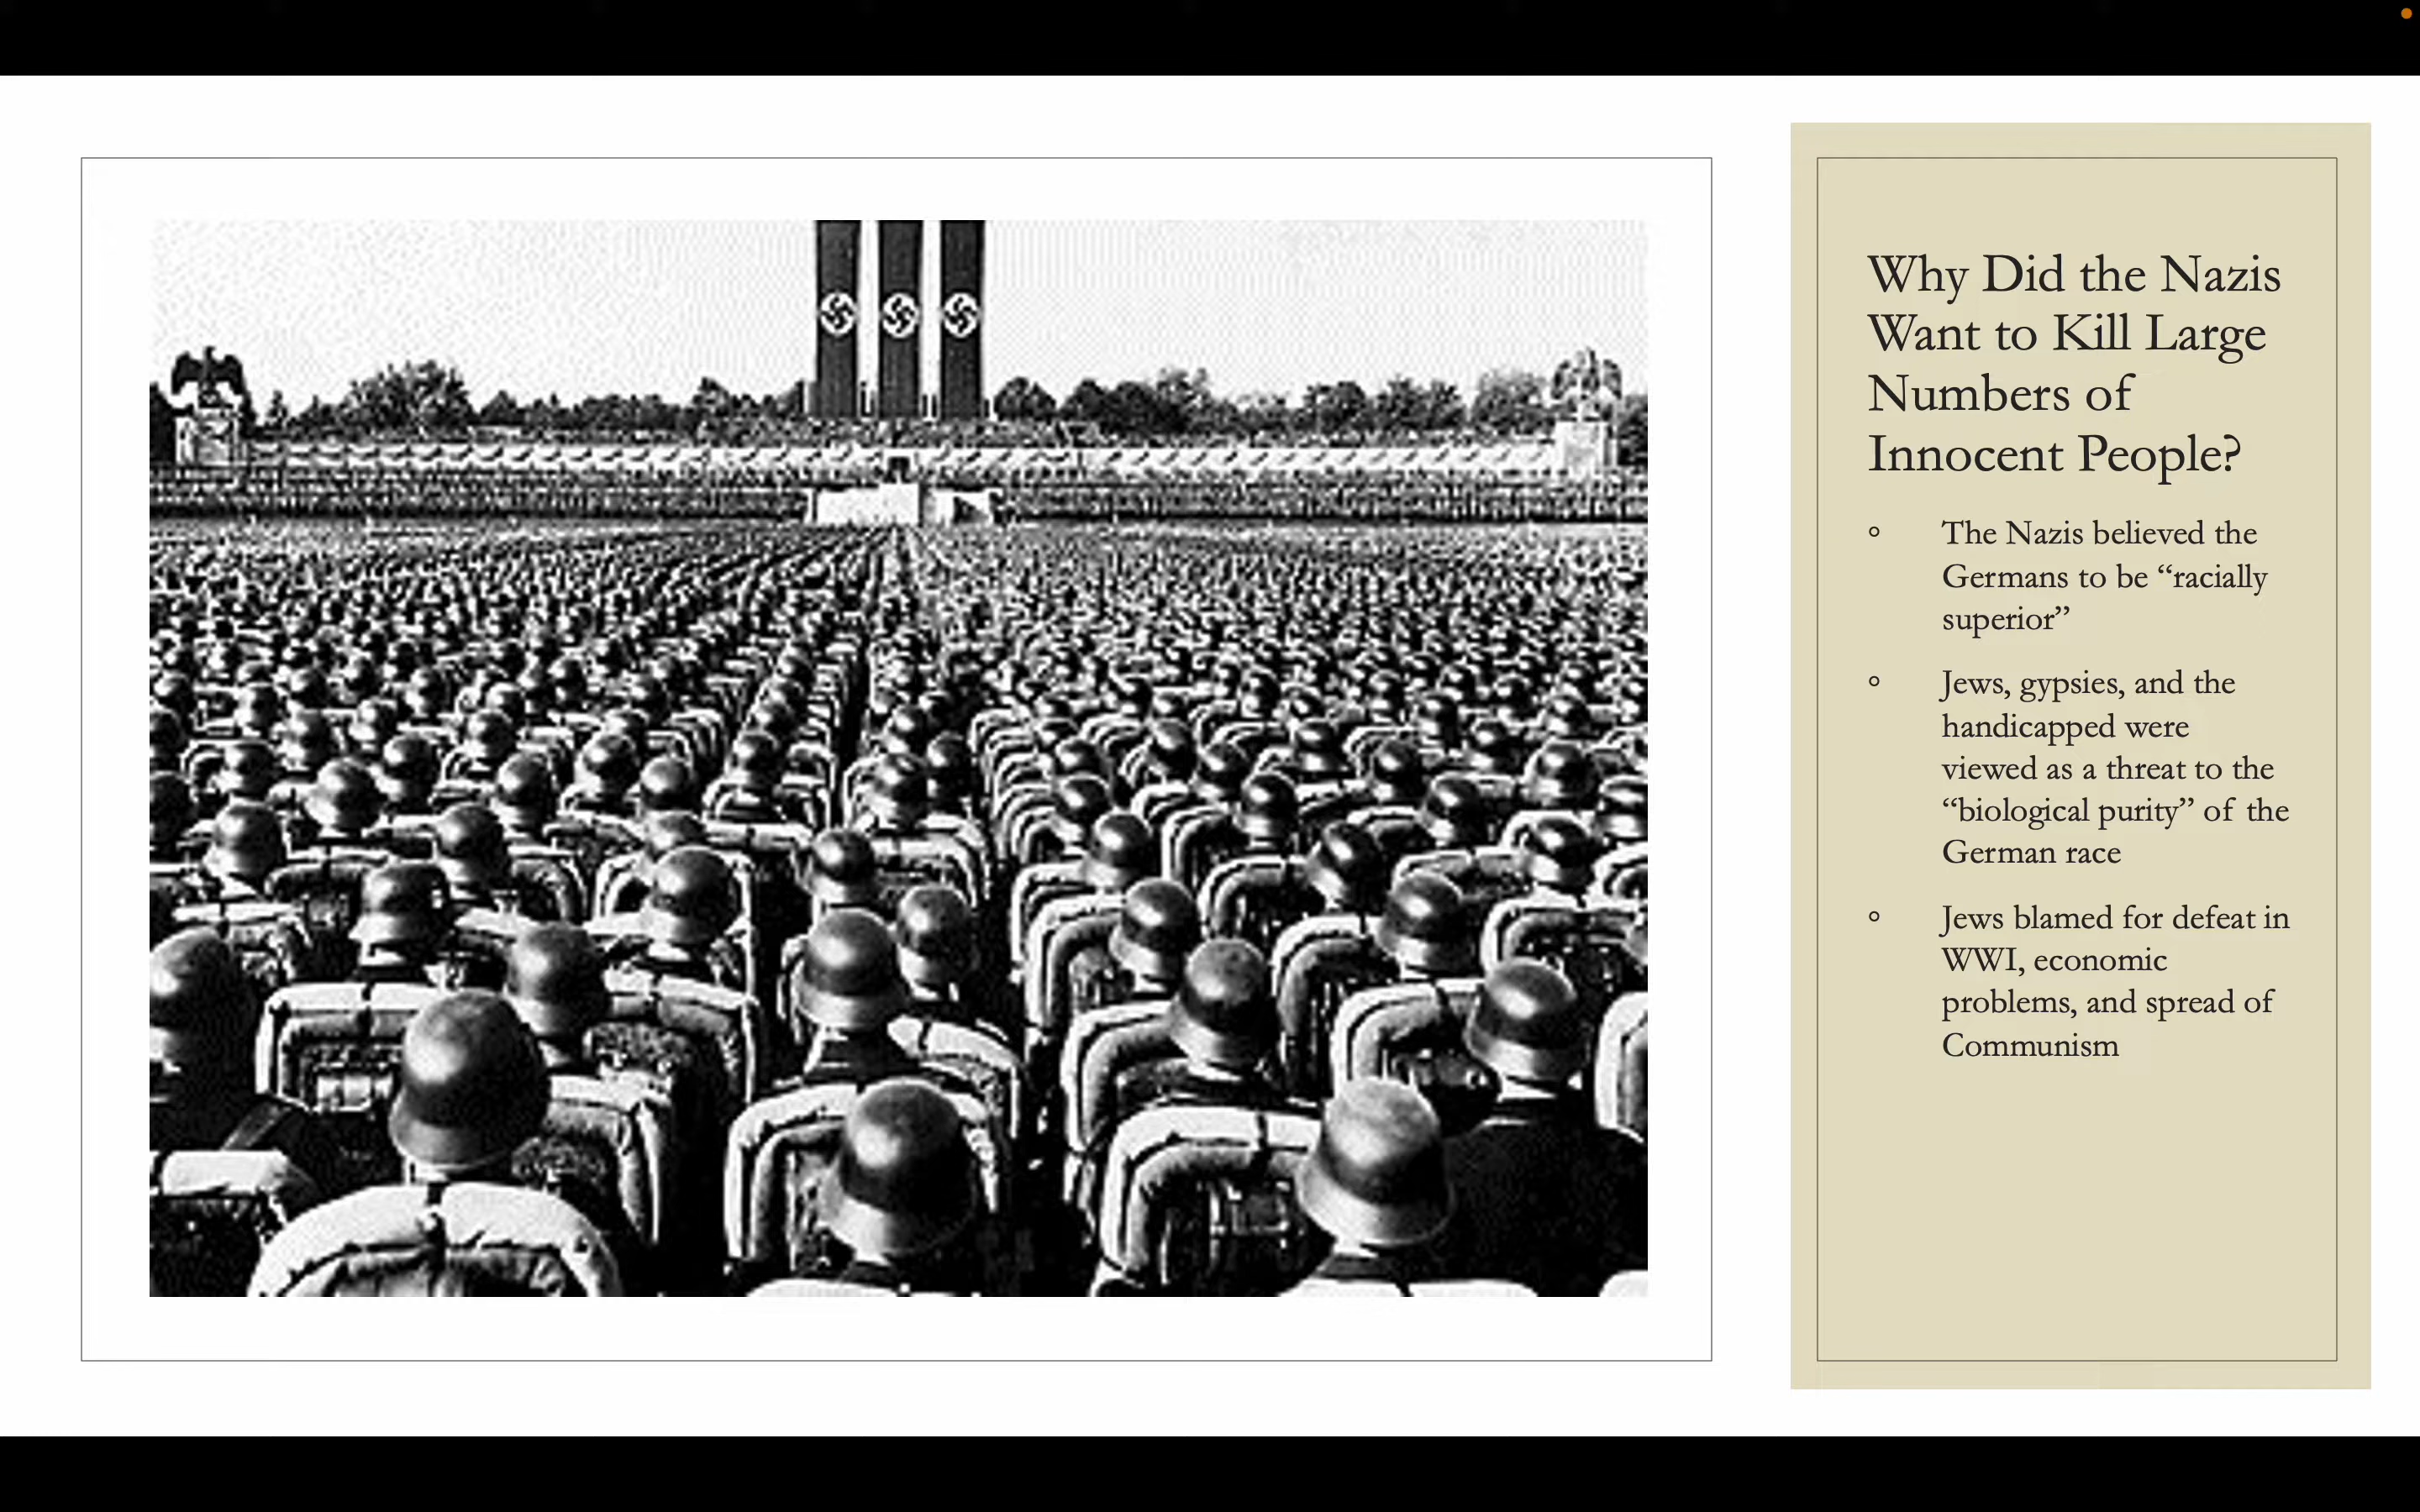 Why Did the Nazis
Want to Kill Large
Numbers of
Innocent People?
◦ The Nazis believed the
Germans to be “racially
superior”
◦ Jews, gypsies, and the
handicapped were
viewed as a threat to the
“biological purity” of the
German race
◦ Jews blamed for defeat in
WWI, economic
problems, and spread of
Communism